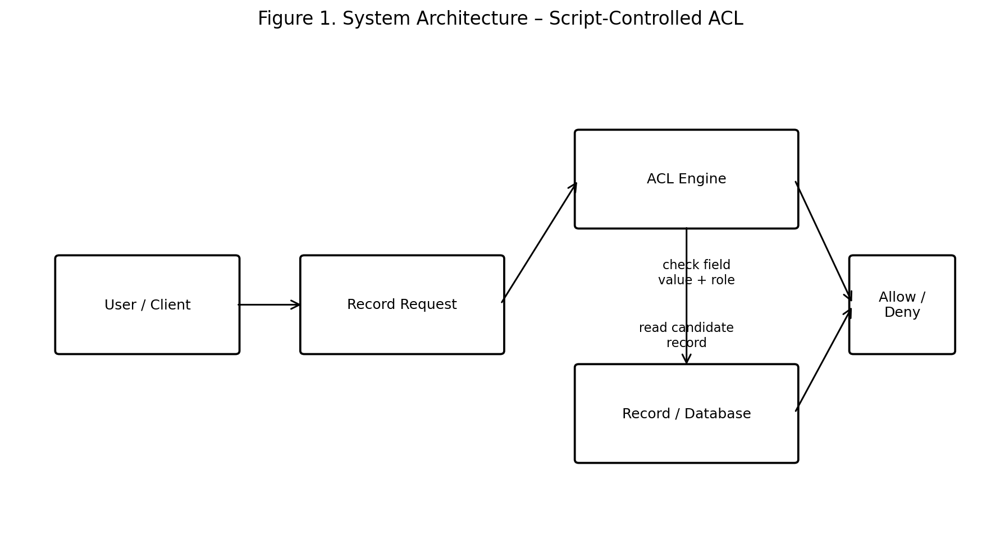 Figure 1. System Architecture – Script-Controlled ACL
User / Client
Record Request
ACL Engine
check field
value + role
read candidate
record
Record / Database
Allow /
Deny